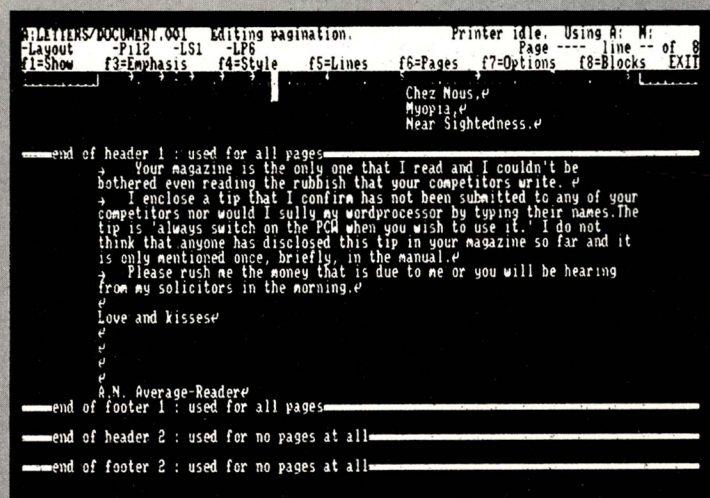 A:LETTERS/DOCUMENT.001 Editing pagination. Printer idle. Using A: M:
-Layout -Pi12 -LS1 -LP6 Page ---- line -- of 8
f1=Show f3=Emphasis f4=Style f5=Lines f6=Pages f7=Options f8=Blocks EXIT
Chez Nous,↵
Myopia,↵
Near Sightedness.↵
end of header 1 : used for all pages
→ Your magazine is the only one that I read and I couldn't be
bothered even reading the rubbish that your competitors write. ↵
→ I enclose a tip that I confirm has not been submitted to any of your
competitors nor would I sully my wordprocessor by typing their names.The
tip is 'always switch on the PCW when you wish to use it.' I do not
think that anyone has disclosed this tip in your magazine so far and it
is only mentioned once, briefly, in the manual.↵
→ Please rush me the money that is due to me or you will be hearing
from my solicitors in the morning.↵
↵
Love and kisses↵
↵
↵
↵
↵
A.N. Average-Reader↵
end of footer 1 : used for all pages
end of header 2 : used for no pages at all
end of footer 2 : used for no pages at all